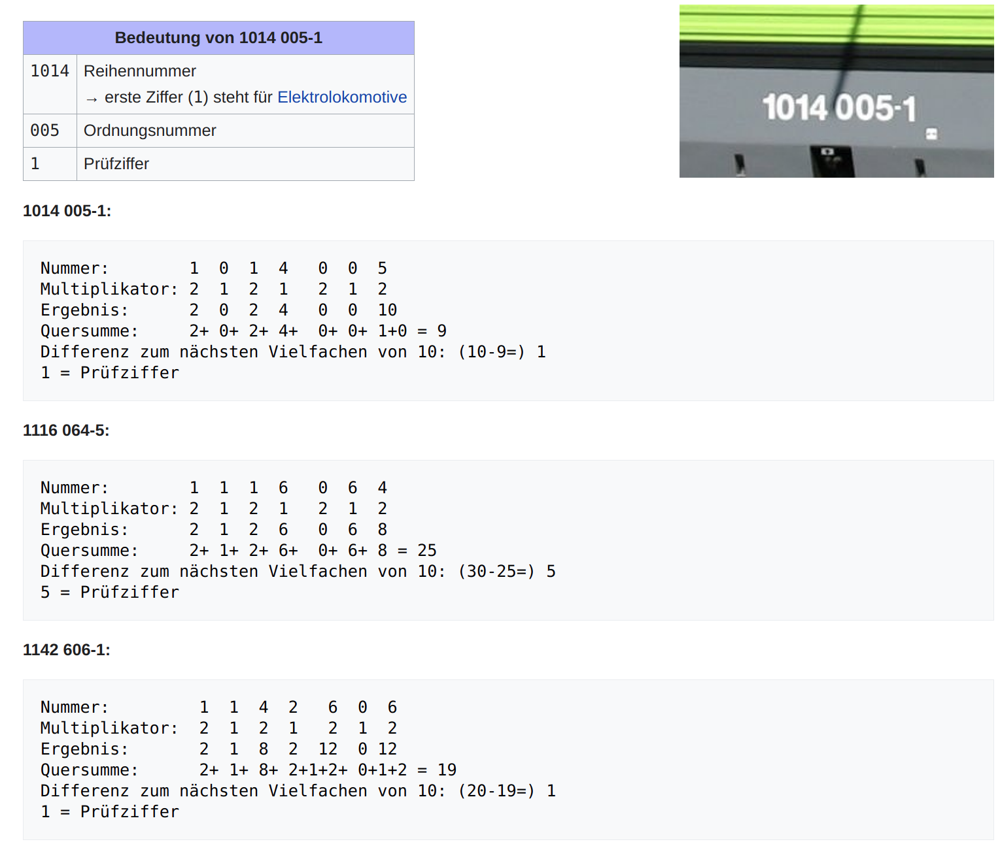 Bedeutung von 1014 005-1
1014 Reihennummer
→ erste Ziffer (1) steht für Elektrolokomotive
005 Ordnungsnummer
1 Prüfziffer
1014 005-1
1014 005-1:
Nummer: 1 0 1 4 0 0 5
Multiplikator: 2 1 2 1 2 1 2
Ergebnis: 2 0 2 4 0 0 10
Quersumme: 2+ 0+ 2+ 4+ 0+ 0+ 1+0 = 9
Differenz zum nächsten Vielfachen von 10: (10-9=) 1
1 = Prüfziffer
1116 064-5:
Nummer: 1 1 1 6 0 6 4
Multiplikator: 2 1 2 1 2 1 2
Ergebnis: 2 1 2 6 0 6 8
Quersumme: 2+ 1+ 2+ 6+ 0+ 6+ 8 = 25
Differenz zum nächsten Vielfachen von 10: (30-25=) 5
5 = Prüfziffer
1142 606-1:
Nummer: 1 1 4 2 6 0 6
Multiplikator: 2 1 2 1 2 1 2
Ergebnis: 2 1 8 2 12 0 12
Quersumme: 2+ 1+ 8+ 2+1+2+ 0+1+2 = 19
Differenz zum nächsten Vielfachen von 10: (20-19=) 1
1 = Prüfziffer